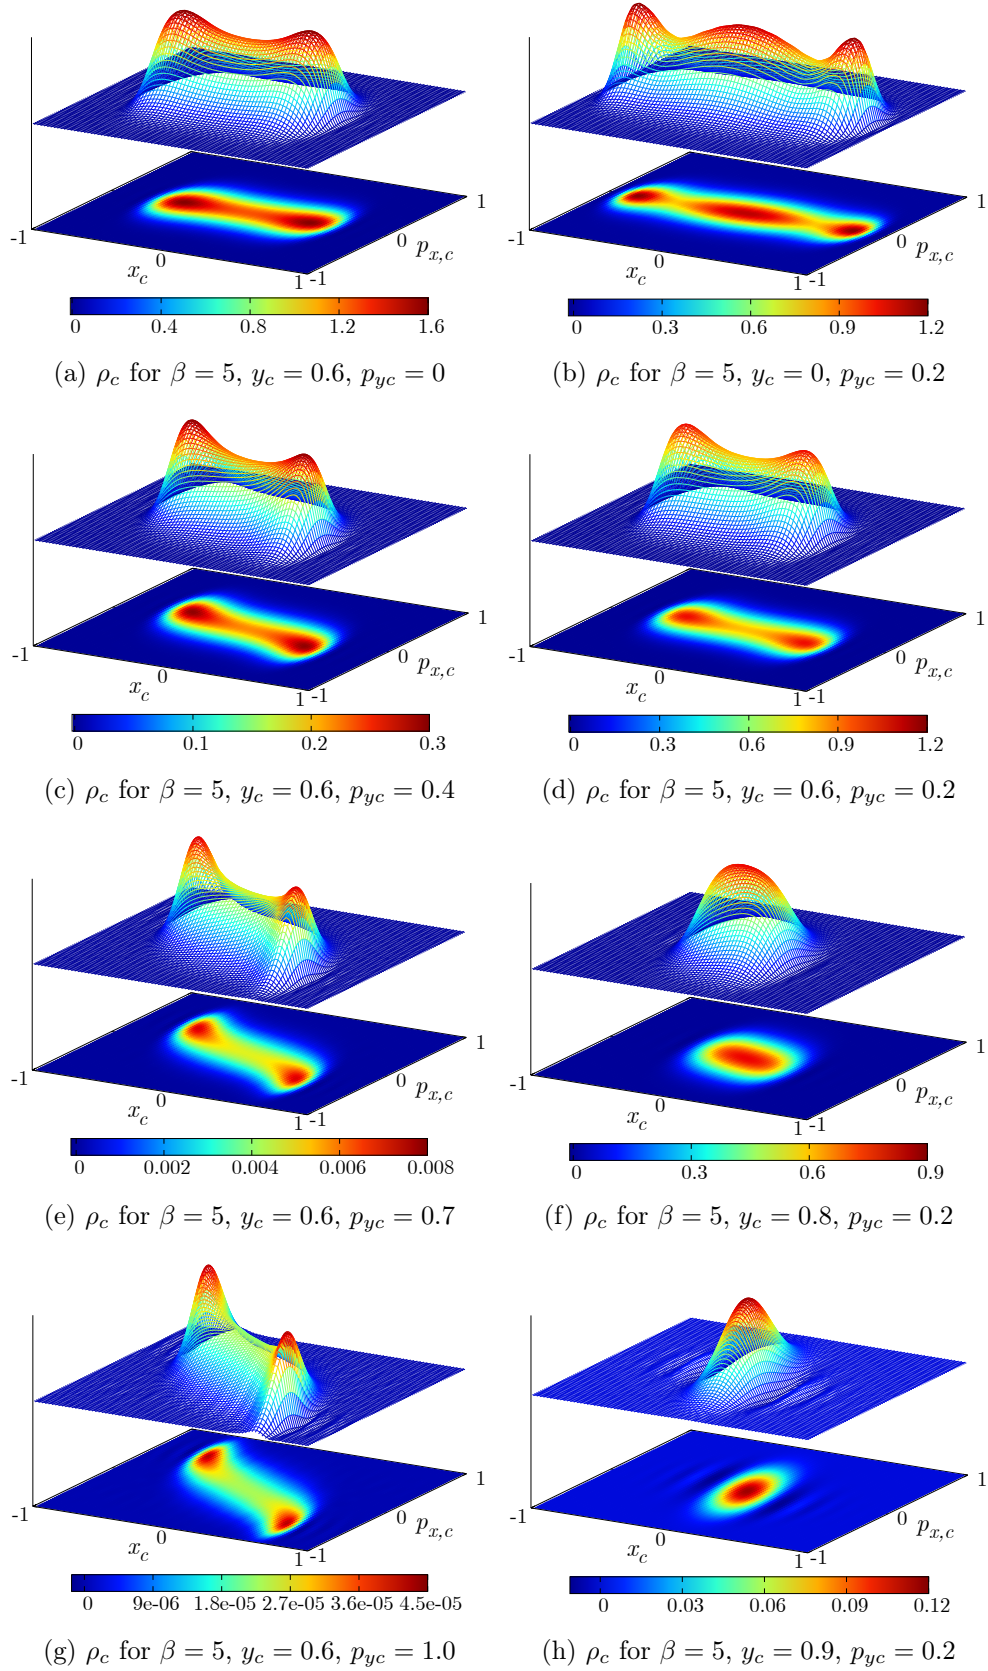 -1 0 1 -1 0 1
x_c p_{x,c}
0 0.4 0.8 1.2 1.6
(a) ρ_c for β = 5, y_c = 0.6, p_{yc} = 0
-1 0 1 -1 0 1
x_c p_{x,c}
0 0.3 0.6 0.9 1.2
(b) ρ_c for β = 5, y_c = 0, p_{yc} = 0.2
-1 0 1 -1 0 1
x_c p_{x,c}
0 0.1 0.2 0.3
(c) ρ_c for β = 5, y_c = 0.6, p_{yc} = 0.4
-1 0 1 -1 0 1
x_c p_{x,c}
0 0.3 0.6 0.9 1.2
(d) ρ_c for β = 5, y_c = 0.6, p_{yc} = 0.2
-1 0 1 -1 0 1
x_c p_{x,c}
0 0.002 0.004 0.006 0.008
(e) ρ_c for β = 5, y_c = 0.6, p_{yc} = 0.7
-1 0 1 -1 0 1
x_c p_{x,c}
0 0.3 0.6 0.9
(f) ρ_c for β = 5, y_c = 0.8, p_{yc} = 0.2
-1 0 1 -1 0 1
x_c p_{x,c}
0 9e-06 1.8e-05 2.7e-05 3.6e-05 4.5e-05
(g) ρ_c for β = 5, y_c = 0.6, p_{yc} = 1.0
-1 0 1 -1 0 1
x_c p_{x,c}
0 0.03 0.06 0.09 0.12
(h) ρ_c for β = 5, y_c = 0.9, p_{yc} = 0.2